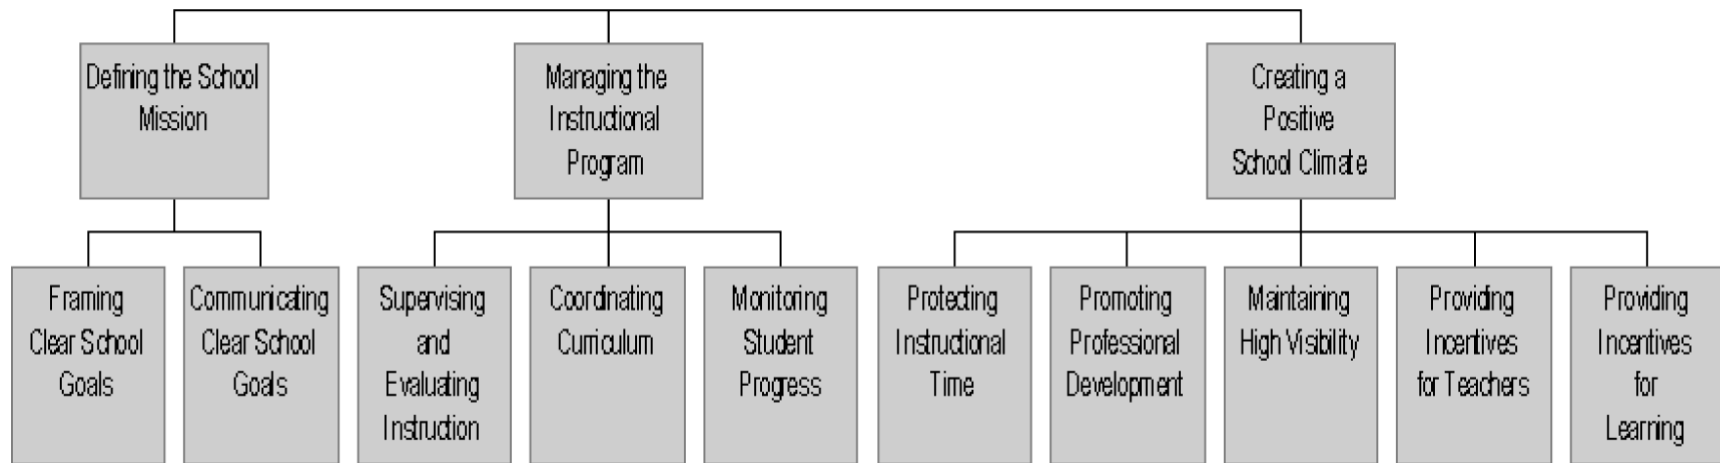 Defining the School
Mission
Managing the
Instructional
Program
Creating a
Positive
School Climate
Framing
Clear School
Goals
Communicating
Clear School
Goals
Supervising
and
Evaluating
Instruction
Coordinating
Curriculum
Monitoring
Student
Progress
Protecting
Instructional
Time
Promoting
Professional
Development
Maintaining
High Visibility
Providing
Incentives
for Teachers
Providing
Incentives
for
Learning